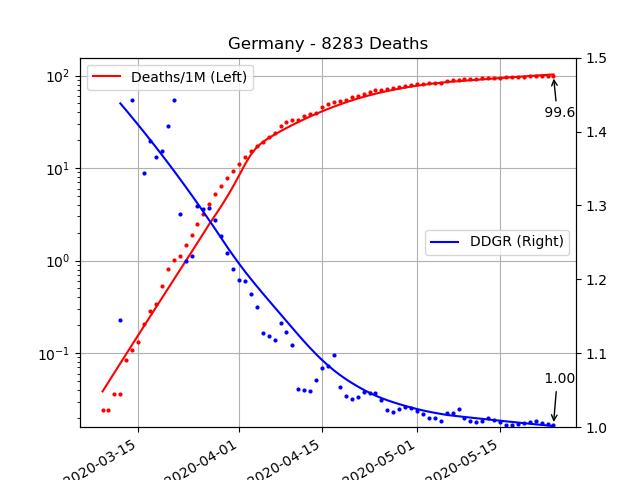 Germany - 8283 Deaths
10² 1.5
Deaths/1M (Left)
99.6
1.4
10¹
1.3
DDGR (Right)
10⁰
1.2
10⁻¹ 1.1
1.00
1.0
2020-03-15 2020-04-01 2020-04-15 2020-05-01 2020-05-15